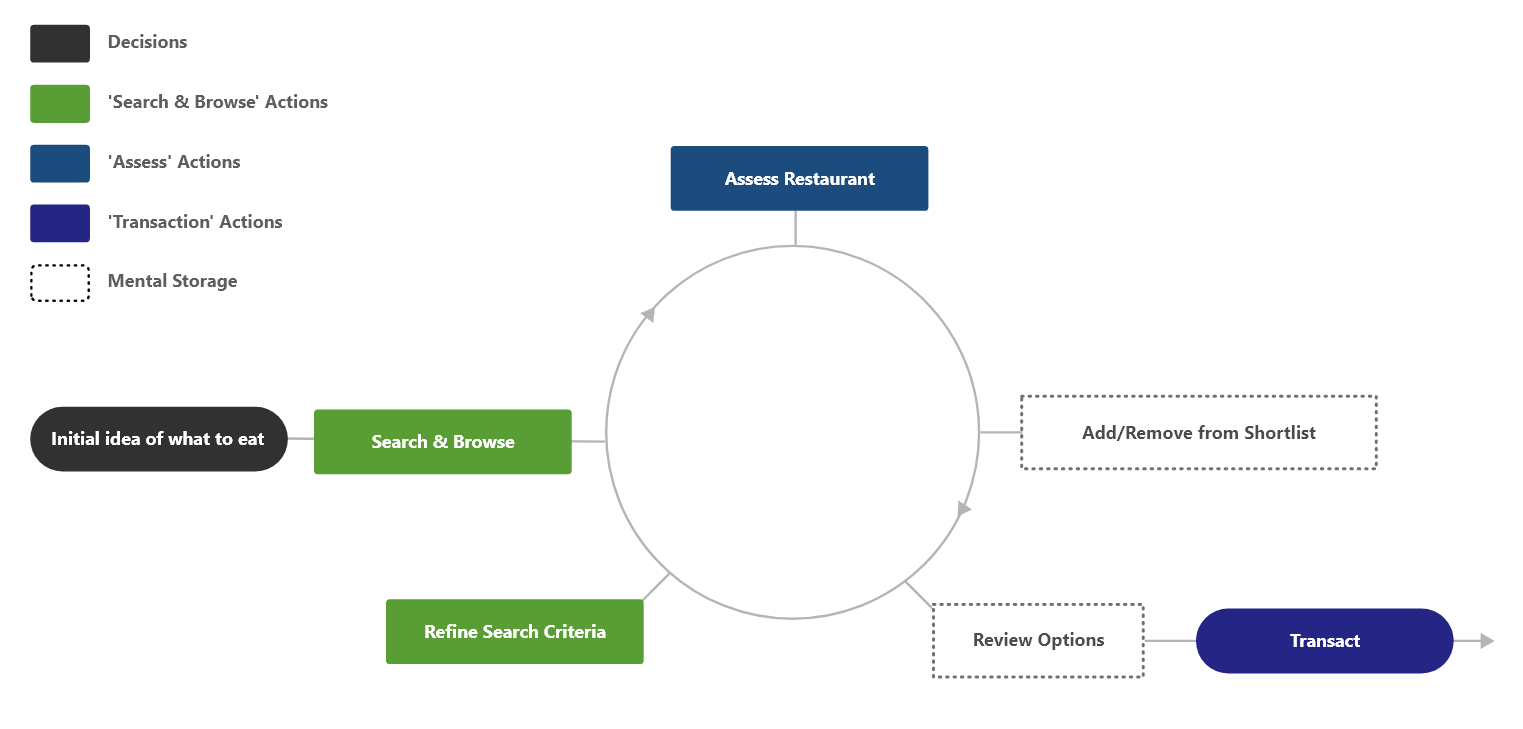 Decisions
'Search & Browse' Actions
'Assess' Actions
'Transaction' Actions
Mental Storage
Assess Restaurant
Initial idea of what to eat
Search & Browse
Add/Remove from Shortlist
Refine Search Criteria
Review Options
Transact